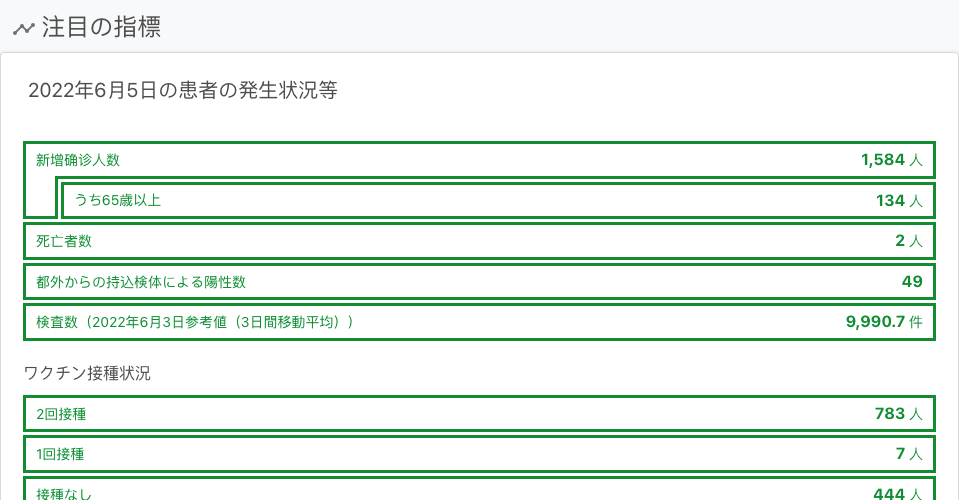 注目の指標
2022年6月5日の患者の発生状況等
新増确诊人数 1,584 人
うち65歳以上 134 人
死亡者数 2 人
都外からの持込検体による陽性数 49
検査数（2022年6月3日参考値（3日間移動平均）） 9,990.7 件
ワクチン接種状況
2回接種 783 人
1回接種 7 人
接種なし 444 人